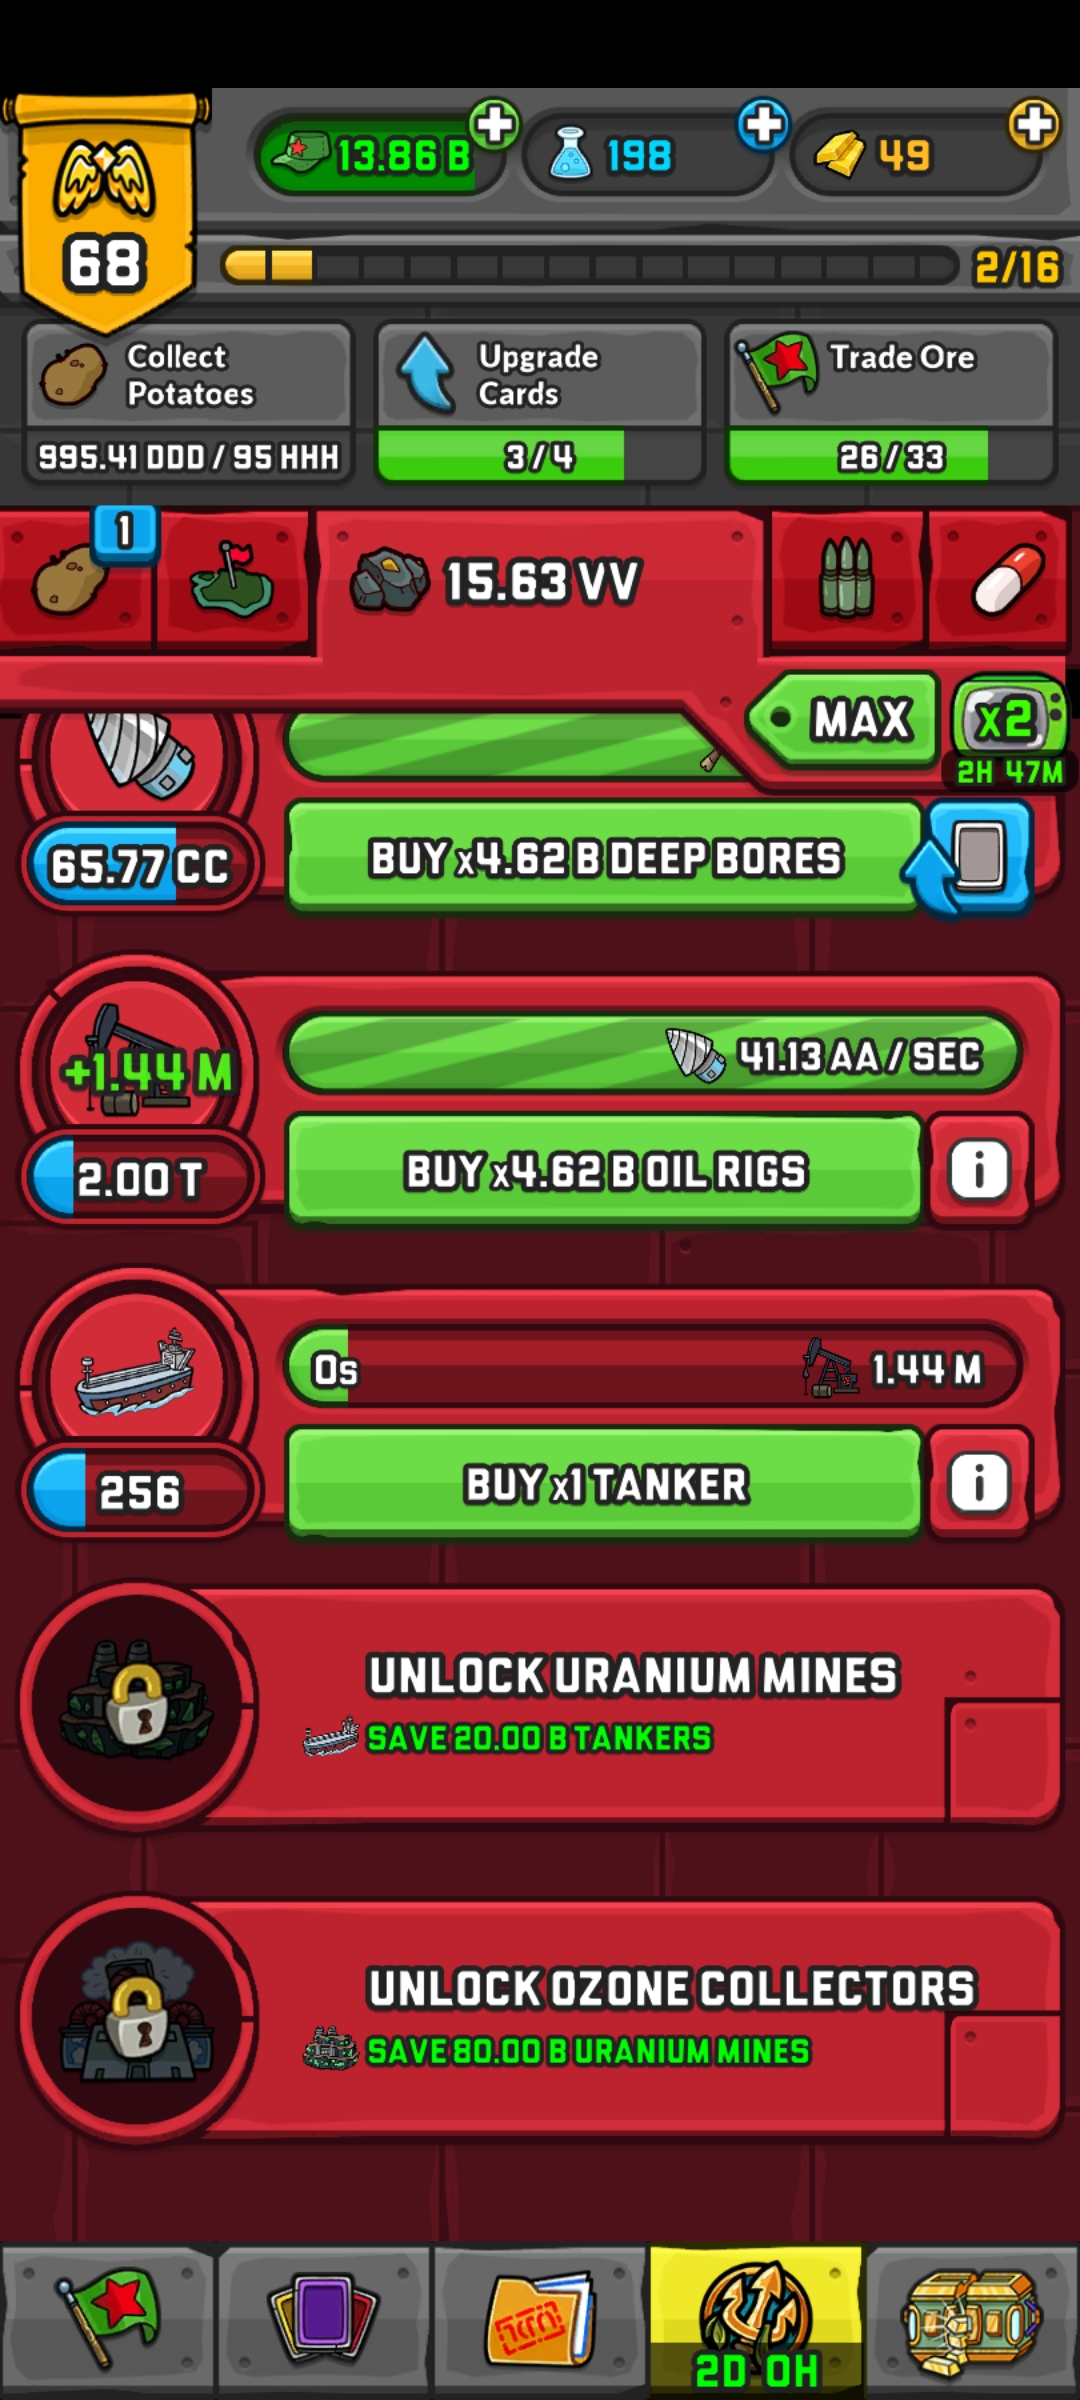 13.86 B
198
49
68
2/16
Collect
Potatoes
995.41 DDD / 95 HHH
Upgrade
Cards
3/4
Trade Ore
26/33
1
15.63 VV
MAX
x2
2H 47M
65.77 CC
BUY x4.62 B DEEP BORES
+1.44 M
41.13 AA / SEC
2.00 T
BUY x4.62 B OIL RIGS
i
0s
1.44 M
256
BUY x1 TANKER
i
UNLOCK URANIUM MINES
SAVE 20.00 B TANKERS
UNLOCK OZONE COLLECTORS
SAVE 80.00 B URANIUM MINES
2D 0H